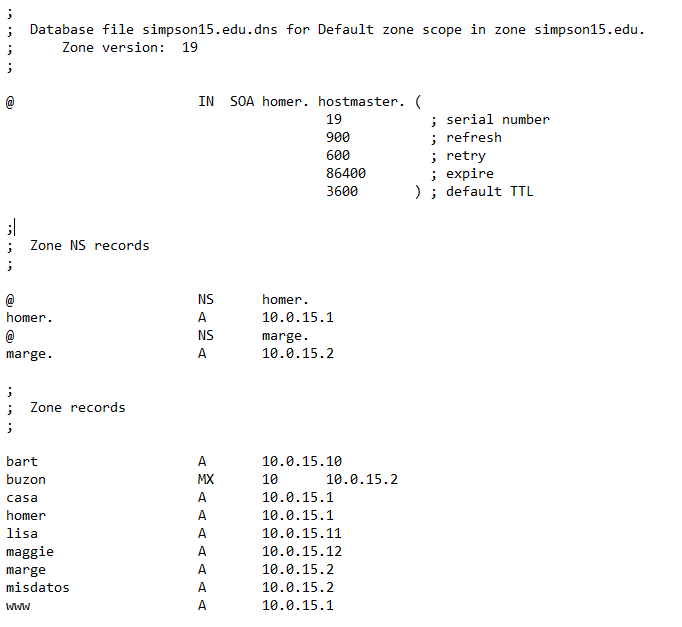 ;
;  Database file simpson15.edu.dns for Default zone scope in zone simpson15.edu.
;      Zone version:  19
;
@                       IN  SOA homer. hostmaster. (
                                        19           ; serial number
                                        900          ; refresh
                                        600          ; retry
                                        86400        ; expire
                                        3600       ) ; default TTL
;
;  Zone NS records
;
@                       NS      homer.
homer.                  A       10.0.15.1
@                       NS      marge.
marge.                  A       10.0.15.2
;
;  Zone records
;
bart                    A       10.0.15.10
buzon                   MX      10      10.0.15.2
casa                    A       10.0.15.1
homer                   A       10.0.15.1
lisa                    A       10.0.15.11
maggie                  A       10.0.15.12
marge                   A       10.0.15.2
misdatos                A       10.0.15.2
www                     A       10.0.15.1